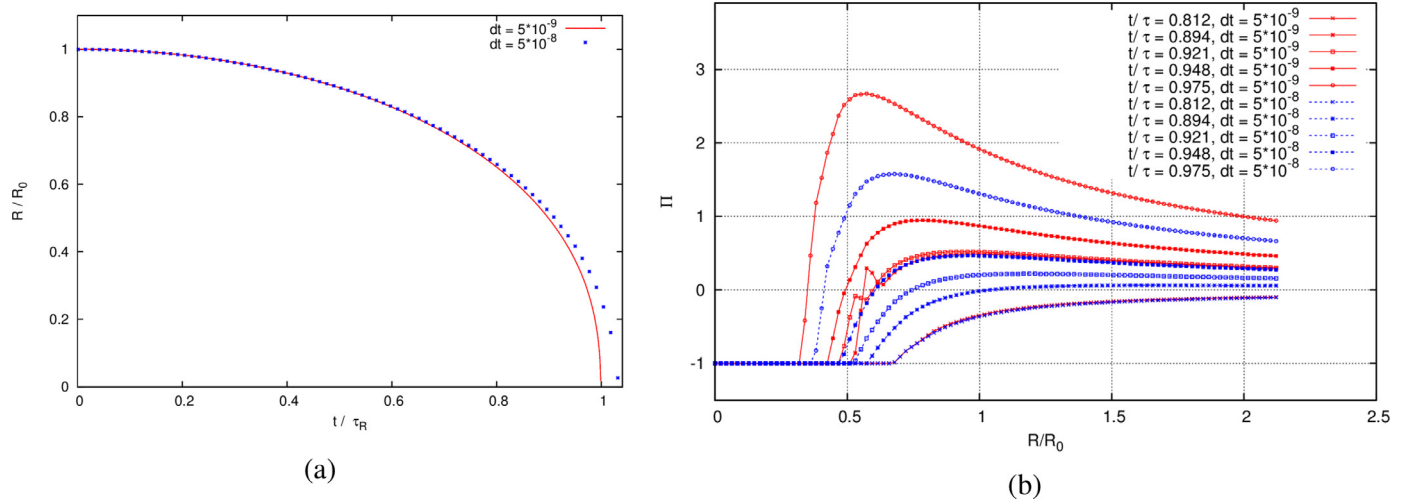 dt = 5*10-9
dt = 5*10-8
R / R0
1
0.8
0.6
0.4
0.2
0
0 0.2 0.4 0.6 0.8 1
t / τR
(a)
t/ τ = 0.812, dt = 5*10-9
t/ τ = 0.894, dt = 5*10-9
t/ τ = 0.921, dt = 5*10-9
t/ τ = 0.948, dt = 5*10-9
t/ τ = 0.975, dt = 5*10-9
t/ τ = 0.812, dt = 5*10-8
t/ τ = 0.894, dt = 5*10-8
t/ τ = 0.921, dt = 5*10-8
t/ τ = 0.948, dt = 5*10-8
t/ τ = 0.975, dt = 5*10-8
Π
3
2
1
0
-1
0 0.5 1 1.5 2 2.5
R/R0
(b)